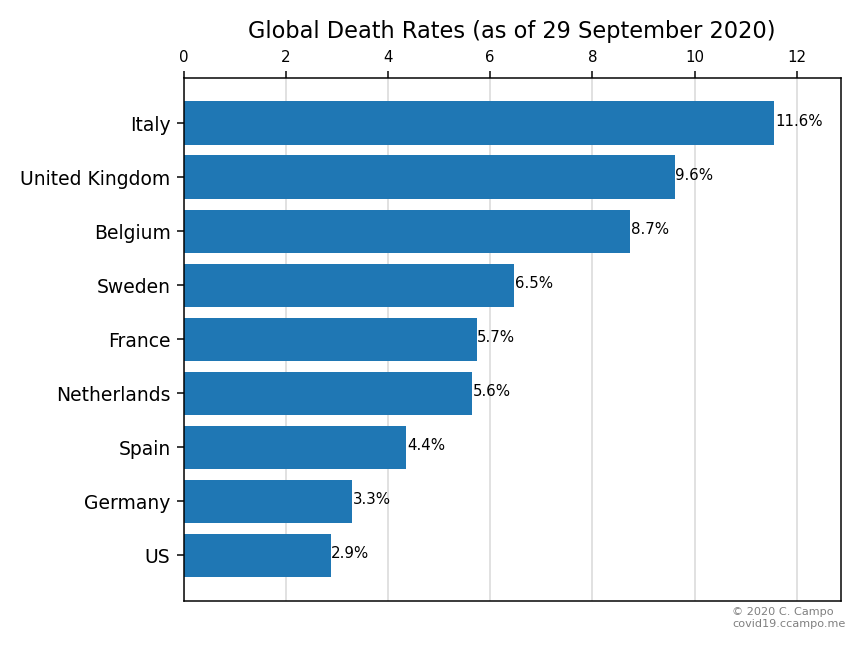 Global Death Rates (as of 29 September 2020)
0 2 4 6 8 10 12
Italy 11.6%
United Kingdom 9.6%
Belgium 8.7%
Sweden 6.5%
France 5.7%
Netherlands 5.6%
Spain 4.4%
Germany 3.3%
US 2.9%
© 2020 C. Campo
covid19.ccampo.me